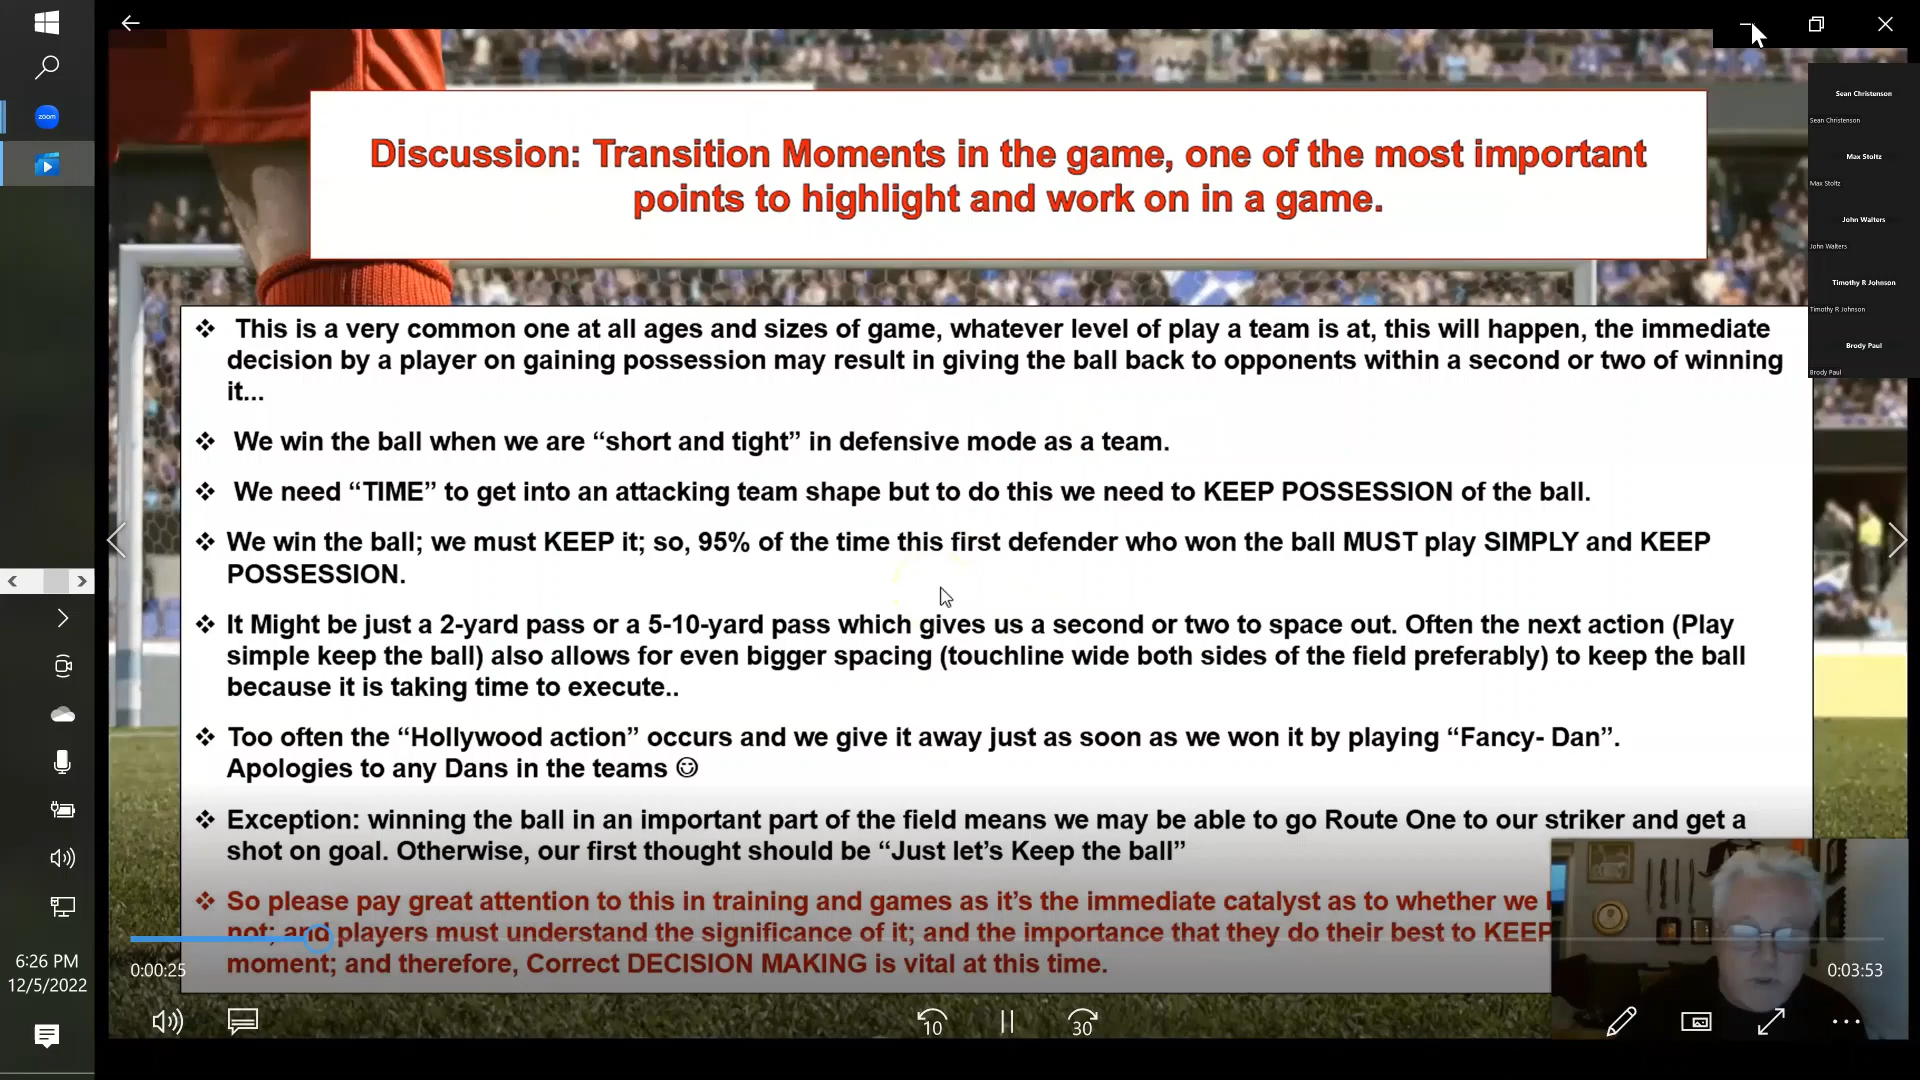 Discussion: Transition Moments in the game, one of the most important
points to highlight and work on in a game.
❖ This is a very common one at all ages and sizes of game, whatever level of play a team is at, this will happen, the immediate
decision by a player on gaining possession may result in giving the ball back to opponents within a second or two of winning
it...
❖ We win the ball when we are “short and tight” in defensive mode as a team.
❖ We need “TIME” to get into an attacking team shape but to do this we need to KEEP POSSESSION of the ball.
❖ We win the ball; we must KEEP it; so, 95% of the time this first defender who won the ball MUST play SIMPLY and KEEP
POSSESSION.
❖ It Might be just a 2-yard pass or a 5-10-yard pass which gives us a second or two to space out. Often the next action (Play
simple keep the ball) also allows for even bigger spacing (touchline wide both sides of the field preferably) to keep the ball
because it is taking time to execute..
❖ Too often the “Hollywood action” occurs and we give it away just as soon as we won it by playing “Fancy- Dan”.
Apologies to any Dans in the teams ☺
❖ Exception: winning the ball in an important part of the field means we may be able to go Route One to our striker and get a
shot on goal. Otherwise, our first thought should be “Just let’s Keep the ball”
❖ So please pay great attention to this in training and games as it’s the immediate catalyst as to whether we
not; and players must understand the significance of it; and the importance that they do their best to KEEP
moment; and therefore, Correct DECISION MAKING is vital at this time.
Sean Christenson
Sean Christenson
Max Stoltz
Max Stoltz
John Walters
John Walters
Timothy R Johnson
Timothy R Johnson
Brody Paul
Brody Paul
zoom
6:26 PM
12/5/2022
0:00:25
0:03:53
10
30